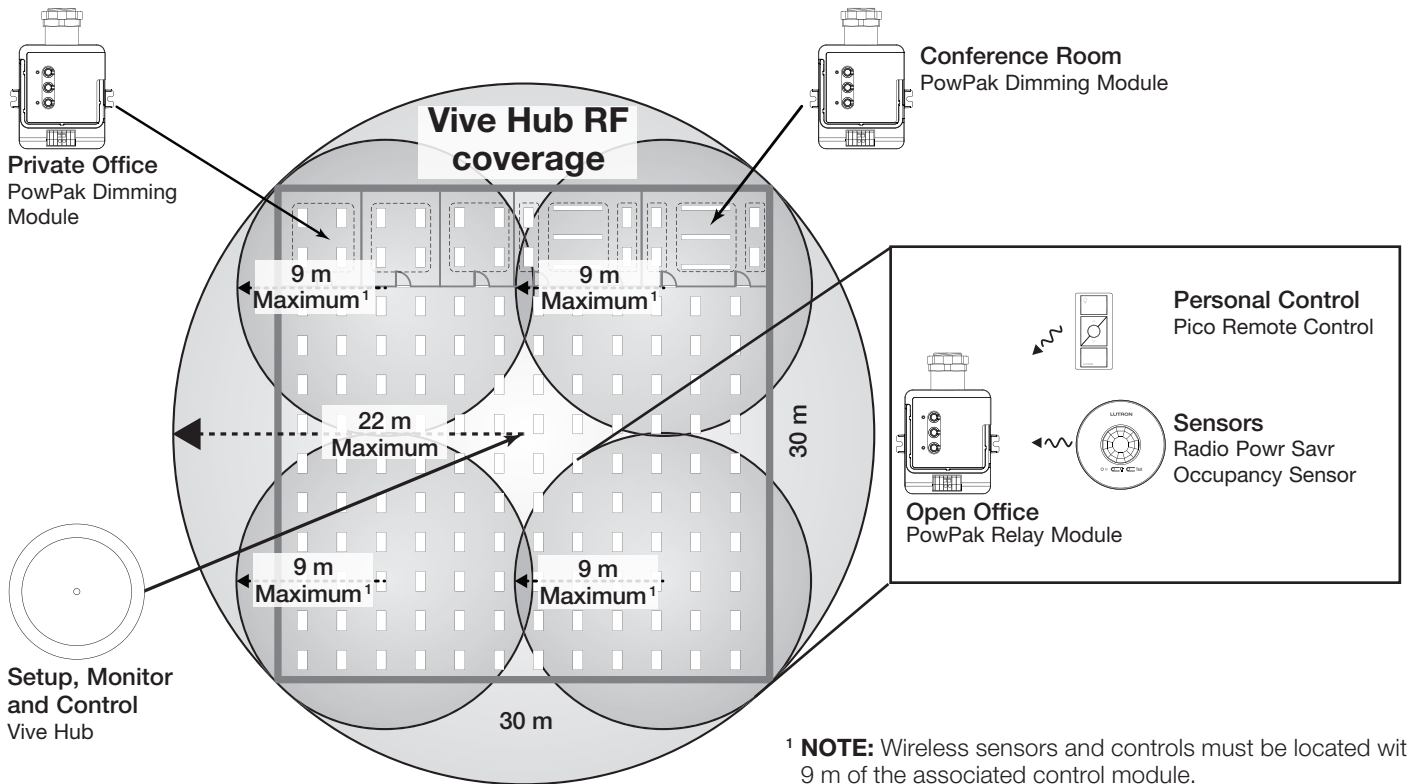 Private Office
PowPak Dimming
Module
Vive Hub RF
coverage
Conference Room
PowPak Dimming Module
9 m
Maximum¹
9 m
Maximum¹
22 m
Maximum
30 m
9 m
Maximum¹
9 m
Maximum¹
30 m
Setup, Monitor
and Control
Vive Hub
Personal Control
Pico Remote Control
LUTRON
Sensors
Radio Powr Savr
Occupancy Sensor
Open Office
PowPak Relay Module
¹ NOTE: Wireless sensors and controls must be located wit
9 m of the associated control module.